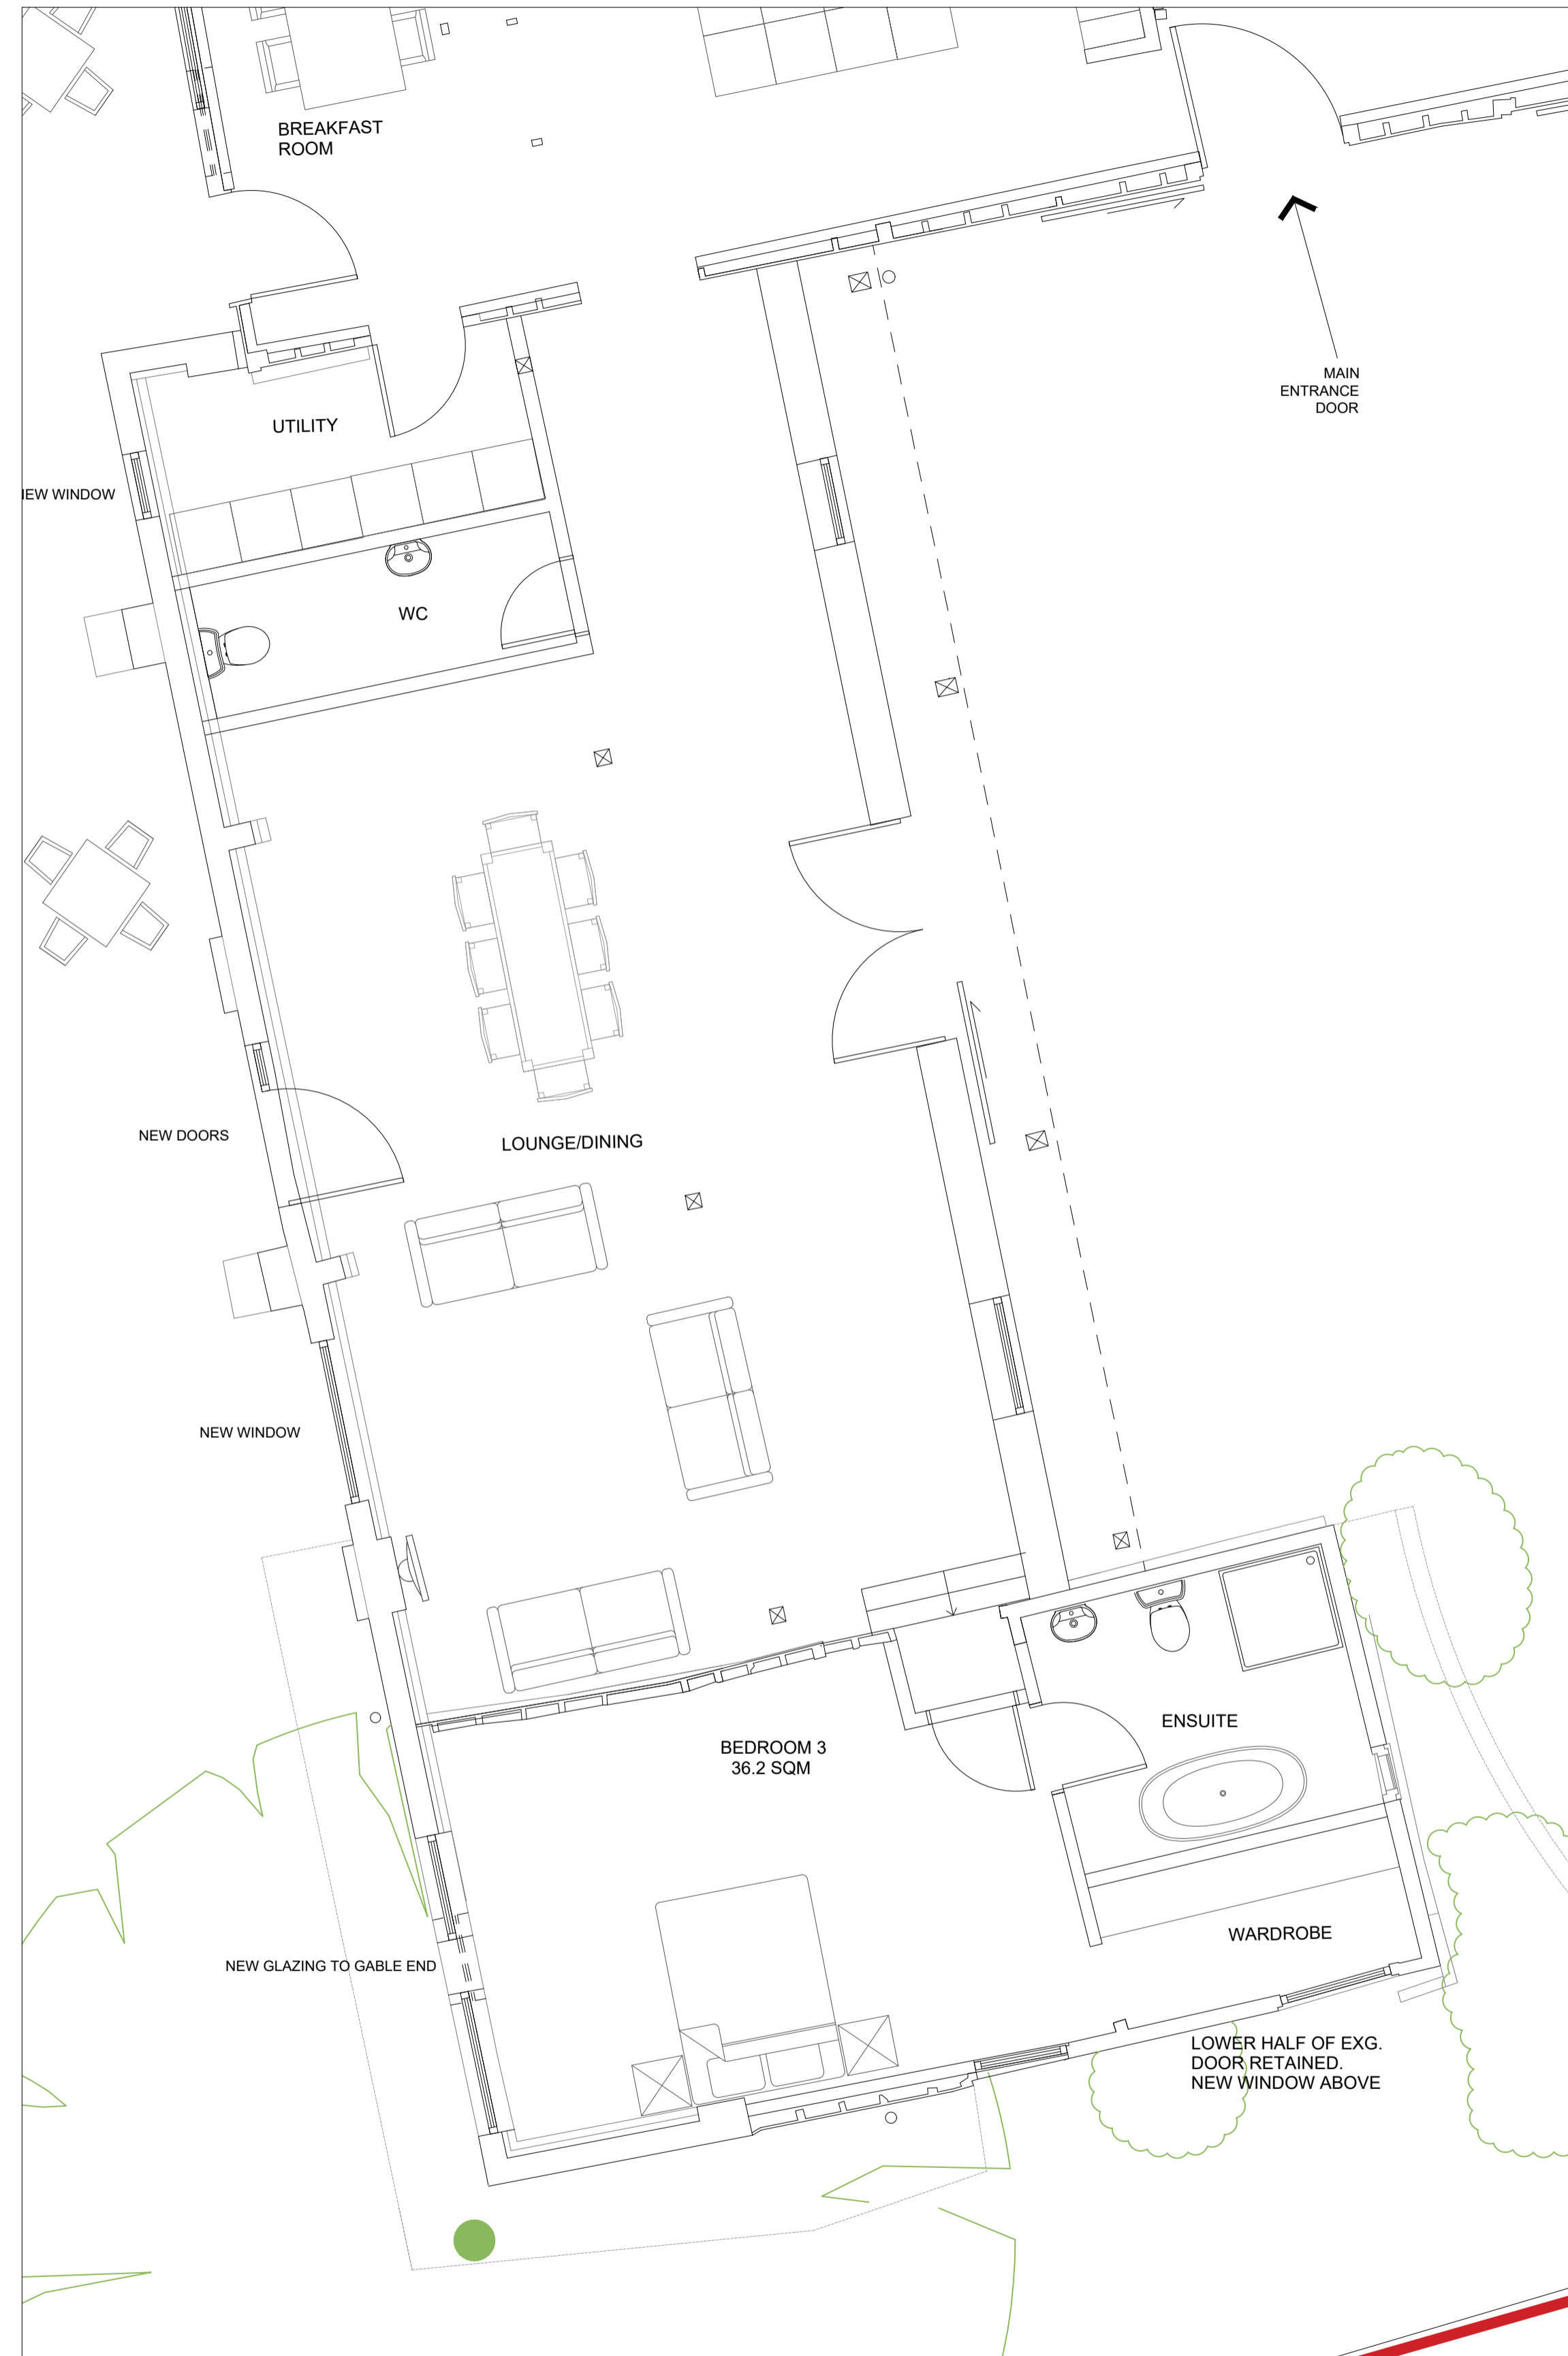 BREAKFAST
ROOM
MAIN
ENTRANCE
DOOR
UTILITY
NEW WINDOW
WC
NEW DOORS
LOUNGE/DINING
NEW WINDOW
ENSUITE
BEDROOM 3
36.2 SQM
WARDROBE
NEW GLAZING TO GABLE END
LOWER HALF OF EXG.
DOOR RETAINED.
NEW WINDOW ABOVE